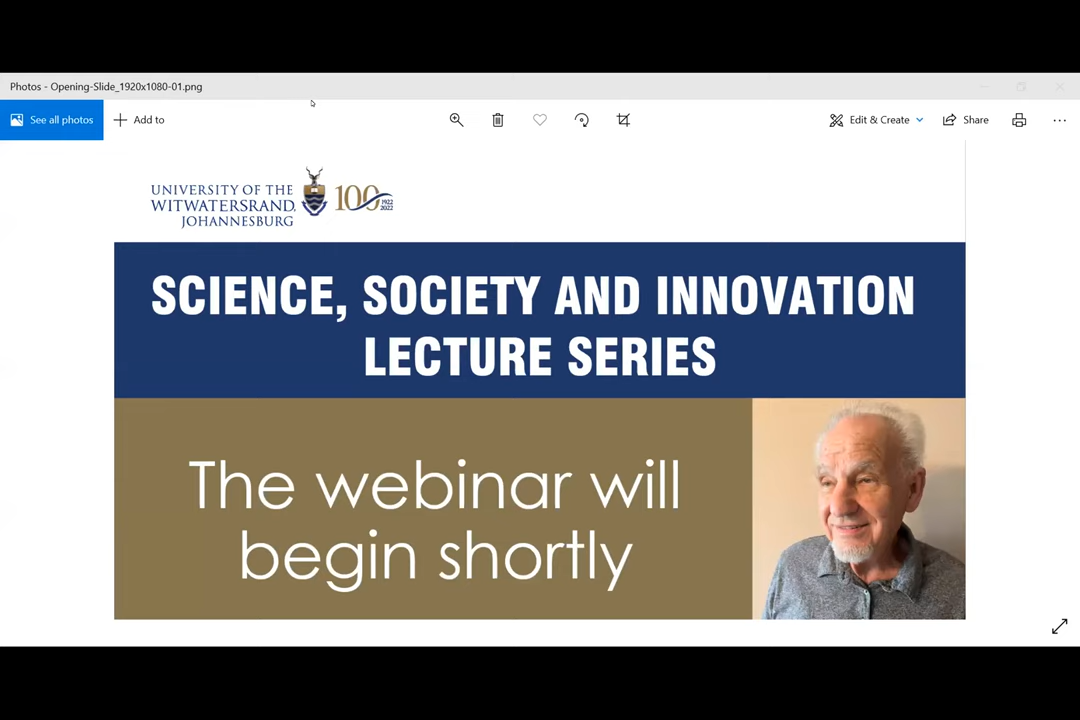 Photos - Opening-Slide_1920x1080-01.png
See all photos
Add to
Edit & Create
Share
UNIVERSITY OF THE
WITWATERSRAND,
JOHANNESBURG
100
1922
2022
SCIENCE, SOCIETY AND INNOVATION
LECTURE SERIES
The webinar will
begin shortly